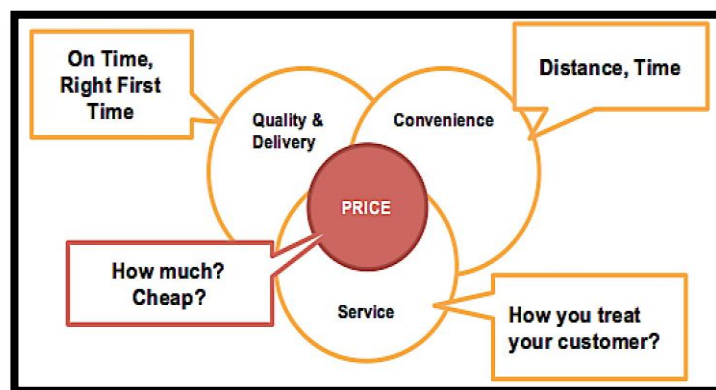 On Time,
Right First
Time
Distance, Time
Quality &
Delivery
Convenience
PRICE
How much?
Cheap?
Service
How you treat
your customer?